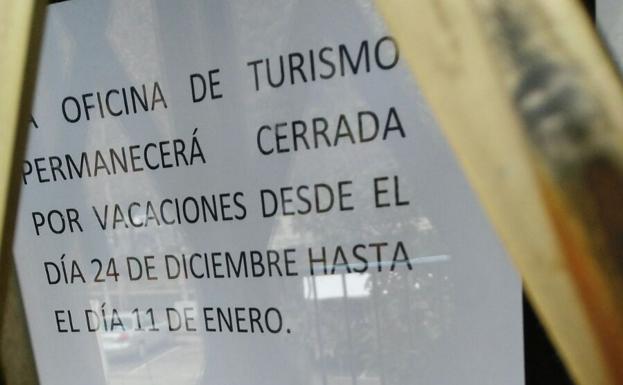 A OFICINA DE TURISMO
PERMANECERÁ CERRADA
POR VACACIONES DESDE EL
DÍA 24 DE DICIEMBRE HASTA
EL DÍA 11 DE ENERO.